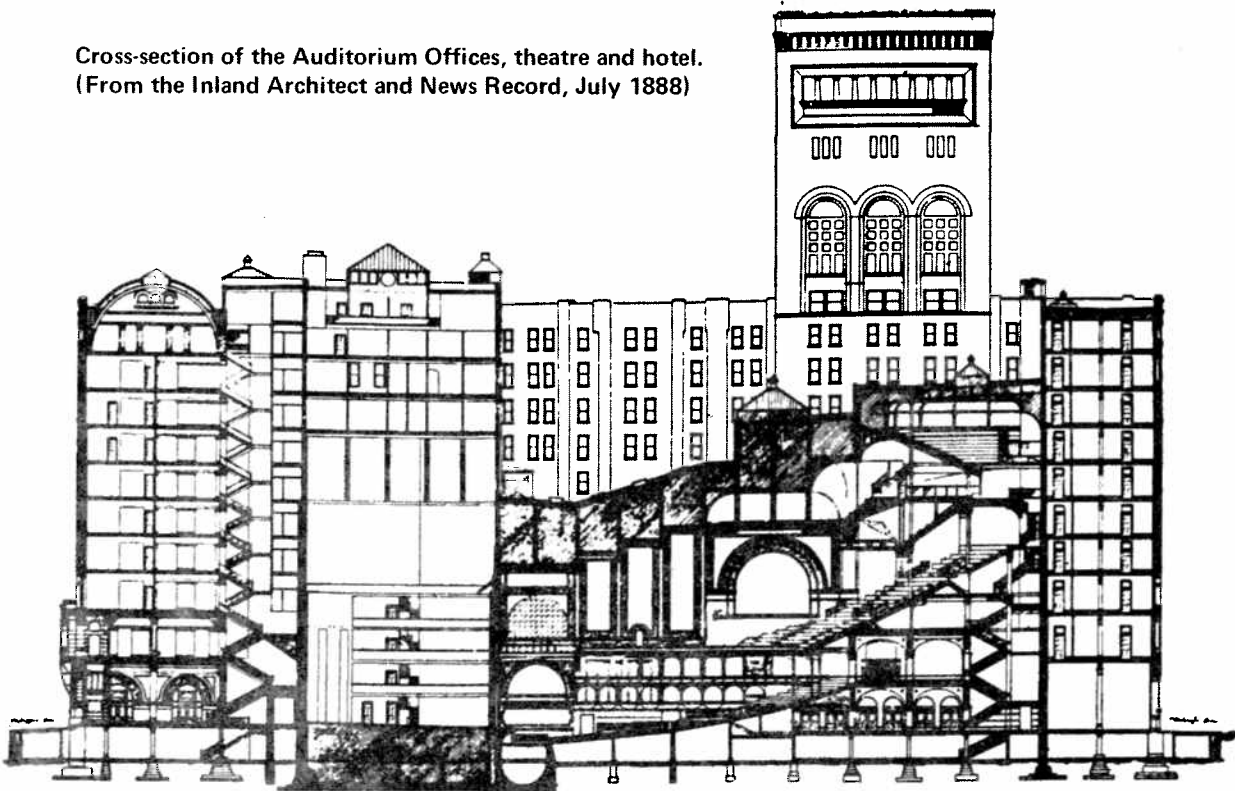 Cross-section of the Auditorium Offices, theatre and hotel.
(From the Inland Architect and News Record, July 1888)